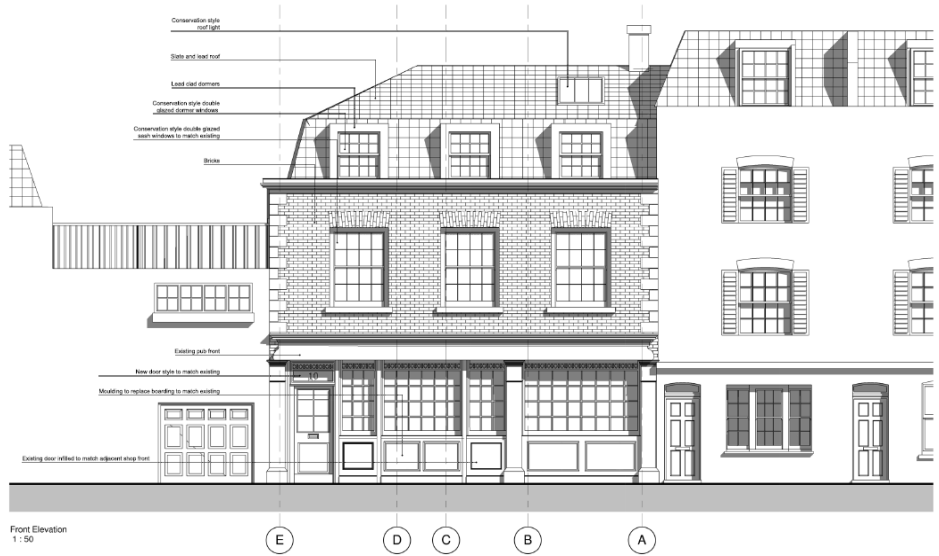 Conservation style
roof light
Slate and lead roof
Lead clad dormers
Conservation style double
glazed dormer windows
Conservation style double glazed
sash windows to match existing
Bricks
Existing pub front
New door style to match existing
10
Moulding to replace boarding to match existing
Existing door infilled to match adjacent shop front
Front Elevation
1 : 50
E
D
C
B
A